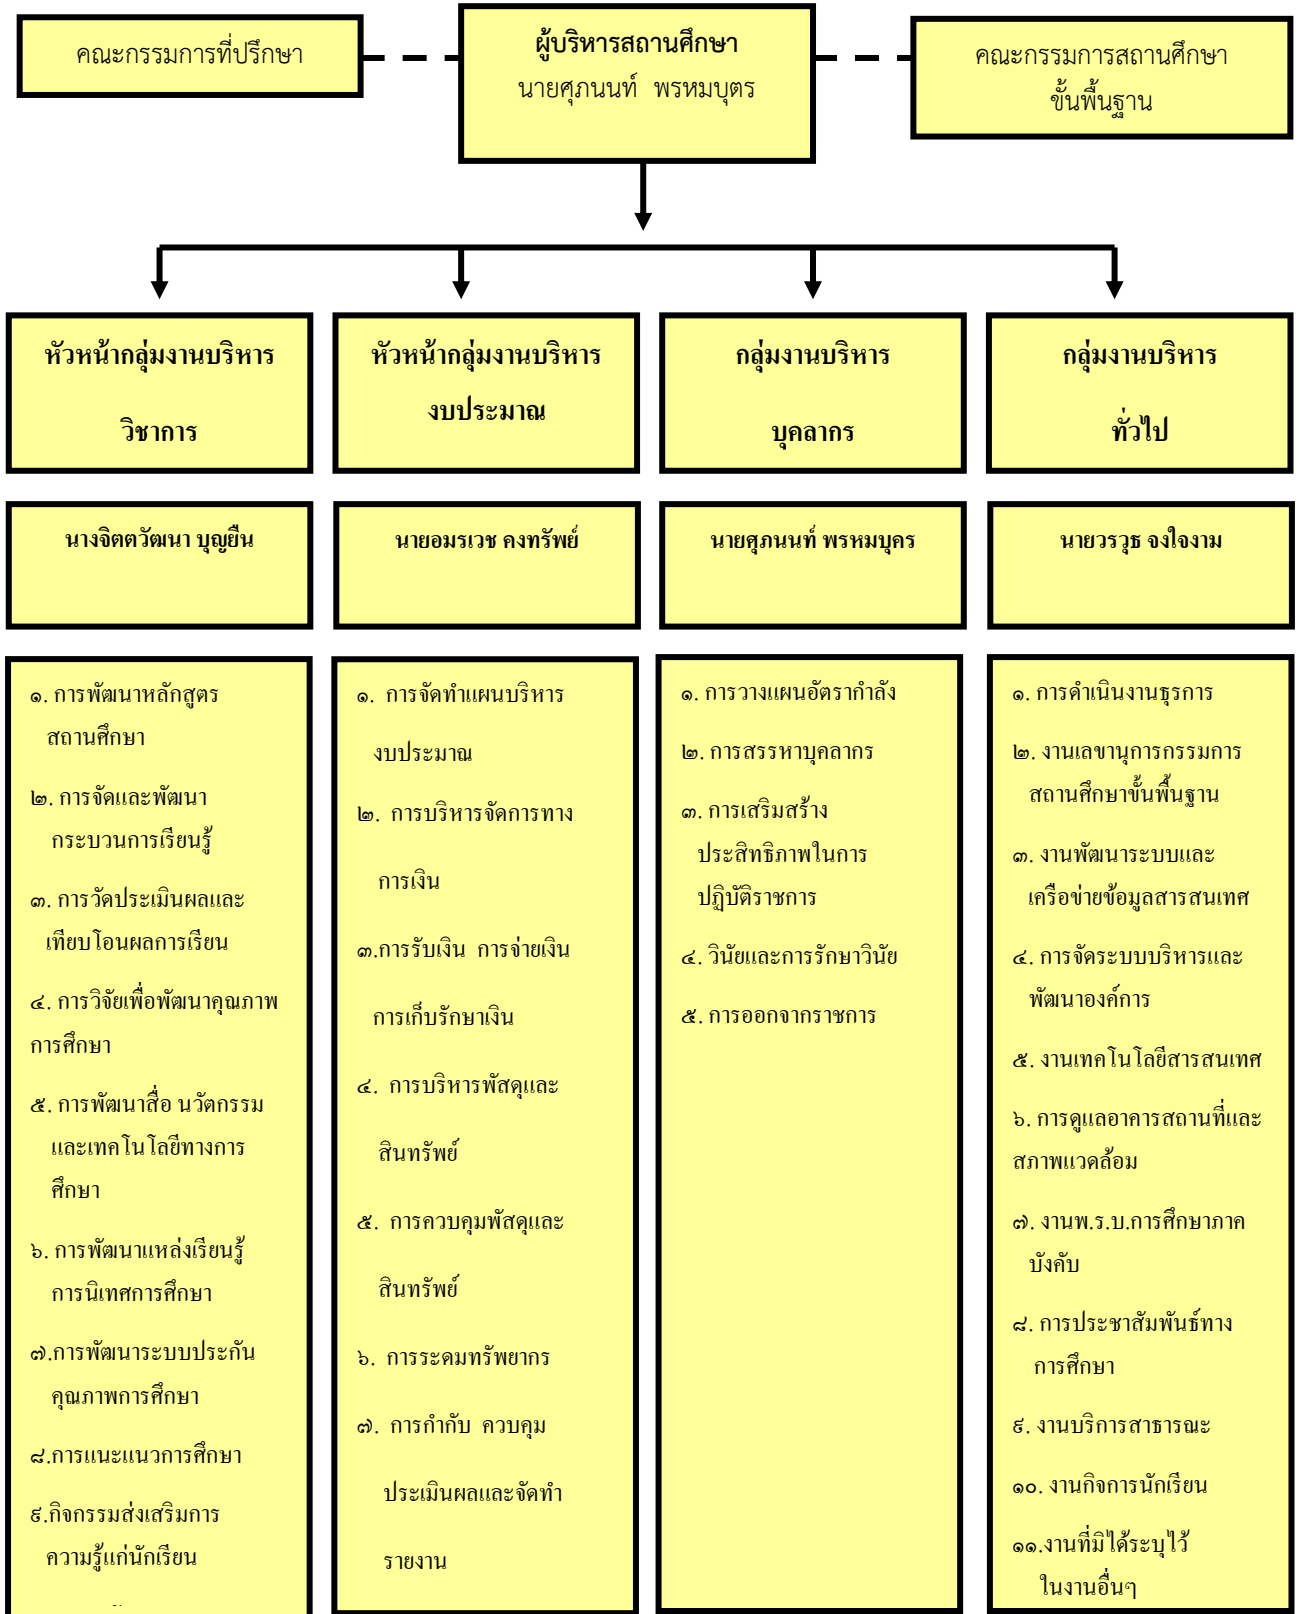 คณะกรรมการที่ปรึกษา
ผู้บริหารสถานศึกษา
นายศุภนนท์ พรหมบุตร
คณะกรรมการสถานศึกษา
ขั้นพื้นฐาน
หัวหน้ากลุ่มงานบริหาร
วิชาการ
หัวหน้ากลุ่มงานบริหาร
งบประมาณ
กลุ่มงานบริหาร
บุคลากร
กลุ่มงานบริหาร
ทั่วไป
นางจิตตวัฒนา บุญยืน
นายอมรเวช คงทรัพย์
นายศุภนนท์ พรหมบุคร
นายวรวุธ จงใจงาม
๑. การพัฒนาหลักสูตร
สถานศึกษา
๒. การจัดและพัฒนา
กระบวนการเรียนรู้
๓. การวัดประเมินผลและ
เทียบโอนผลการเรียน
๔. การวิจัยเพื่อพัฒนาคุณภาพ
การศึกษา
๕. การพัฒนาสื่อ นวัตกรรม
และเทคโนโลยีทางการ
ศึกษา
๖. การพัฒนาแหล่งเรียนรู้
การนิเทศการศึกษา
๗.การพัฒนาระบบประกัน
คุณภาพการศึกษา
๘.การแนะแนวการศึกษา
๙.กิจกรรมส่งเสริมการ
ความรู้แก่นักเรียน
๑. การจัดทำแผนบริหาร
งบประมาณ
๒. การบริหารจัดการทาง
การเงิน
๓.การรับเงิน การจ่ายเงิน
การเก็บรักษาเงิน
๔. การบริหารพัสดุและ
สินทรัพย์
๕. การควบคุมพัสดุและ
สินทรัพย์
๖. การระดมทรัพยากร
๗. การกำกับ ควบคุม
ประเมินผลและจัดทำ
รายงาน
๑. การวางแผนอัตรากำลัง
๒. การสรรหาบุคลากร
๓. การเสริมสร้าง
ประสิทธิภาพในการ
ปฏิบัติราชการ
๔. วินัยและการรักษาวินัย
๕. การออกจากราชการ
๑. การดำเนินงานธุรการ
๒. งานเลขานุการกรรมการ
สถานศึกษาขั้นพื้นฐาน
๓. งานพัฒนาระบบและ
เครือข่ายข้อมูลสารสนเทศ
๔. การจัดระบบบริหารและ
พัฒนาองค์การ
๕. งานเทคโนโลยีสารสนเทศ
๖. การดูแลอาคารสถานที่และ
สภาพแวดล้อม
๗. งานพ.ร.บ.การศึกษาภาค
บังคับ
๘. การประชาสัมพันธ์ทาง
การศึกษา
๙. งานบริการสาธารณะ
๑๐. งานกิจการนักเรียน
๑๑.งานที่มิได้ระบุไว้
ในงานอื่นๆ